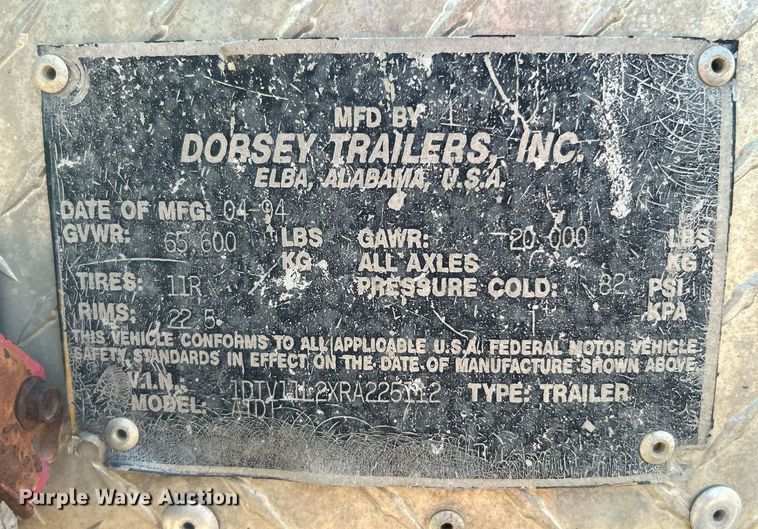 MFD BY
DORSEY TRAILERS, INC.
ELBA, ALABAMA, U.S.A.
DATE OF MFG: 04-94
GVWR: 65 600 LBS GAWR: 20 000 LBS
KG ALL AXLES KG
TIRES: 11R PRESSURE COLD: 82 PSI
RIMS: 22.5 KPA
THIS VEHICLE CONFORMS TO ALL APPLICABLE U.S.A. FEDERAL MOTOR VEHICLE
SAFETY STANDARDS IN EFFECT ON THE DATE OF MANUFACTURE SHOWN ABOVE
V.I.N.: TYPE: TRAILER
MODEL:
Purple Wave Auction